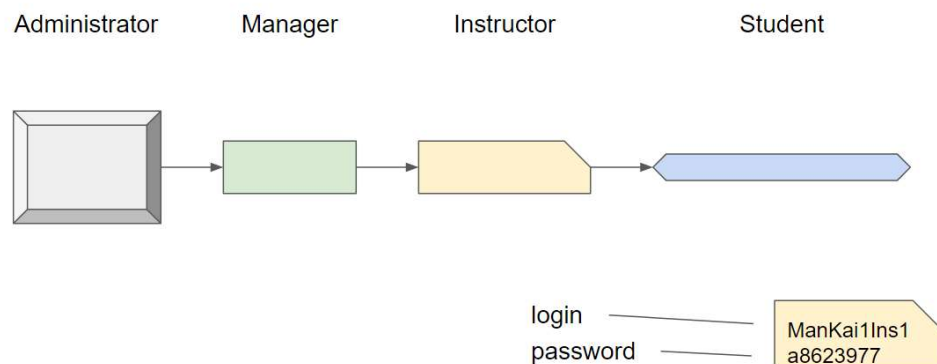 Administrator Manager Instructor Student
login
ManKai1Ins1
password
a8623977